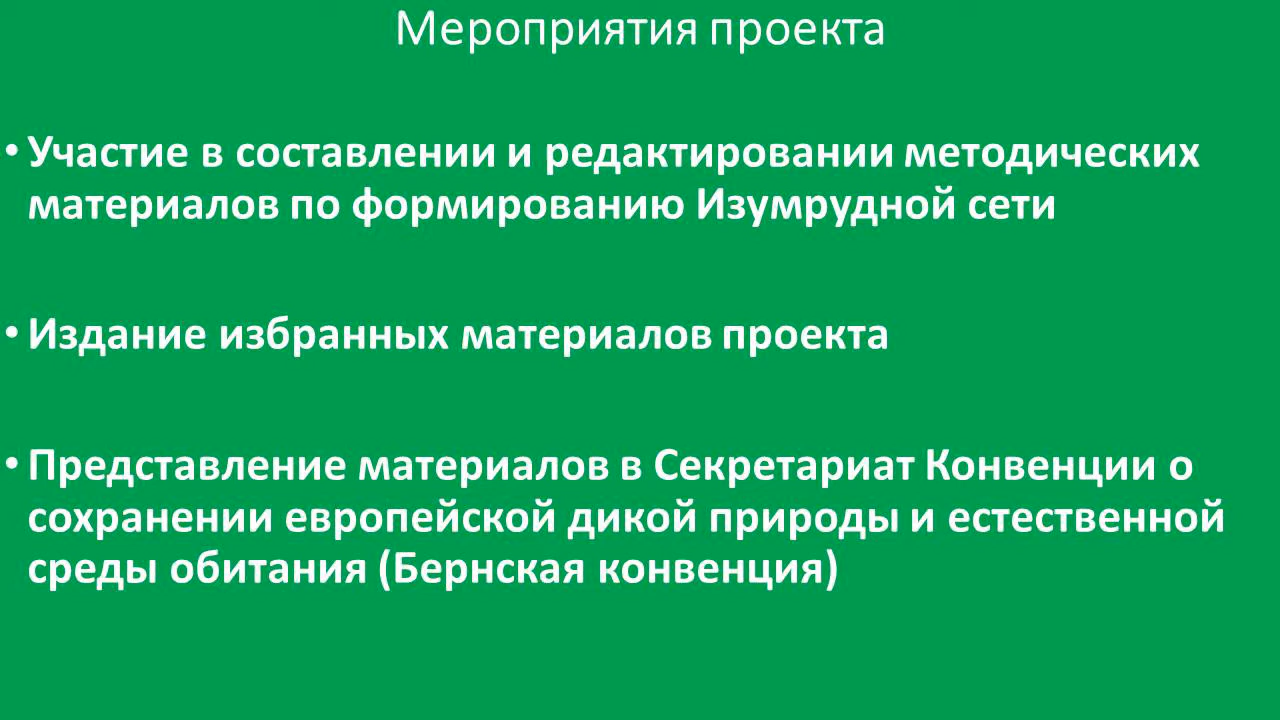 Мероприятия проекта
• Участие в составлении и редактировании методических
материалов по формированию Изумрудной сети
• Издание избранных материалов проекта
• Представление материалов в Секретариат Конвенции о
сохранении европейской дикой природы и естественной
среды обитания (Бернская конвенция)